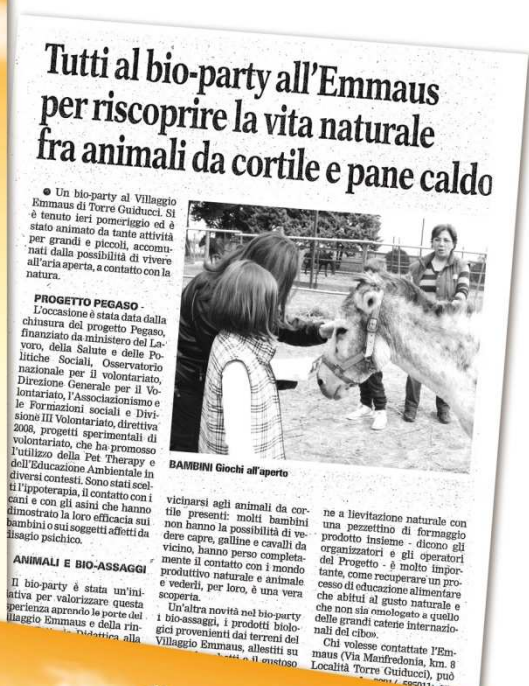 Tutti al bio-party all'Emmaus
per riscoprire la vita naturale
fra animali da cortile e pane caldo
Un bio-party al Villaggio
Emmaus di Torre Guiducci. Si
è tenuto ieri pomeriggio ed è
stato animato da tante attività
per grandi e piccoli, accomu-
nati dalla possibilità di vivere
all'aria aperta, a contatto con la
natura.
PROGETTO PEGASO -
L'occasione è stata data dalla
chiusura del progetto Pegaso,
finanziato da ministero del La-
voro, della Salute e delle Po-
litiche Sociali, Osservatorio
nazionale per il volontariato,
Direzione Generale per il Vo-
lontariato, l'Associazionismo e
le Formazioni sociali e Divi-
sione III Volontariato, direttiva
2008, progetti sperimentali di
volontariato, che ha promosso
l'utilizzo della Pet Therapy e
dell'Educazione Ambientale in
diversi contesti. Sono stati scel-
ti l'ippoterapia, il contatto con i
cani e con gli asini che hanno
dimostrato la loro efficacia sui
bambini o sui soggetti affetti da
disagio psichico.
ANIMALI E BIO-ASSAGGI
Il bio-party è stata un'ini-
iativa per valorizzare questa
sperienza aprendo le porte del
illaggio Emmaus e della rin-
Didattica alla
BAMBINI Giochi all'aperto
vicinarsi agli animali da cor-
tile presenti: molti bambini
non hanno la possibilità di ve-
dere capre, galline e cavalli da
vicino, hanno perso completa-
mente il contatto con il mondo
produttivo naturale e animale
e vederli, per loro, è una vera
scoperta.
Un'altra novità nel bio-party
i bio-assaggi, i prodotti biolo-
gici provenienti dai terreni del
Villaggio Emmaus, allestiti su
il gustoso
ne a lievitazione naturale con
un pezzettino di formaggio
prodotto insieme - dicono gli
organizzatori e gli operatori
del Progetto - è molto impor-
tante, come recuperare un pro-
cesso di educazione alimentare
che abitui al gusto naturale e
che non sia omologato a quello
delle grandi catene internazio-
nali del cibo».
Chi volesse contattare l'Em-
maus (Via Manfredonia, km. 8
Località Torre Guiducci), può